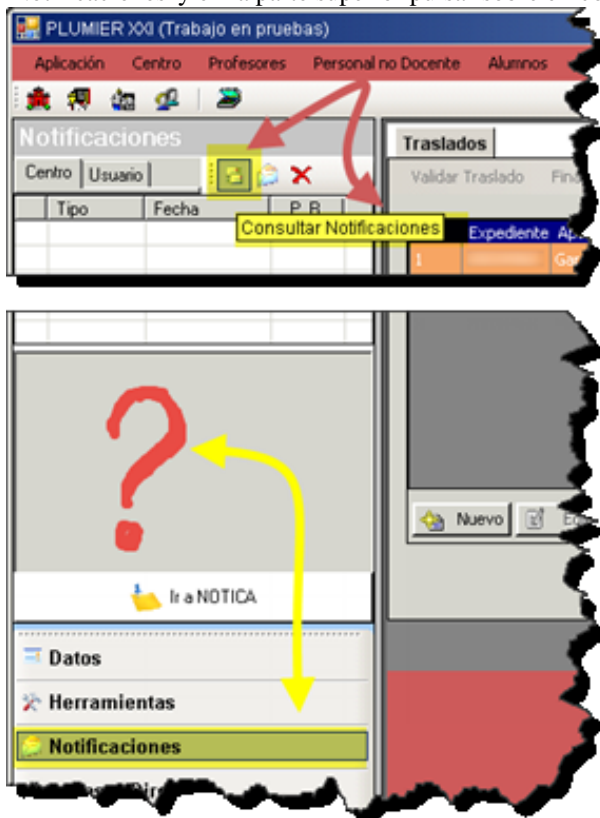 PLUMIER XXI (Trabajo en pruebas)
Aplicación Centro Profesores Personal no Docente Alumnos
Notificaciones
Traslados
Centro Usuario
Validar Traslado
Tipo Fecha P. R.
Consultar Notificaciones
Expediente
1
?
Nuevo
Ir a NOTICA
Datos
Herramientas
Notificaciones